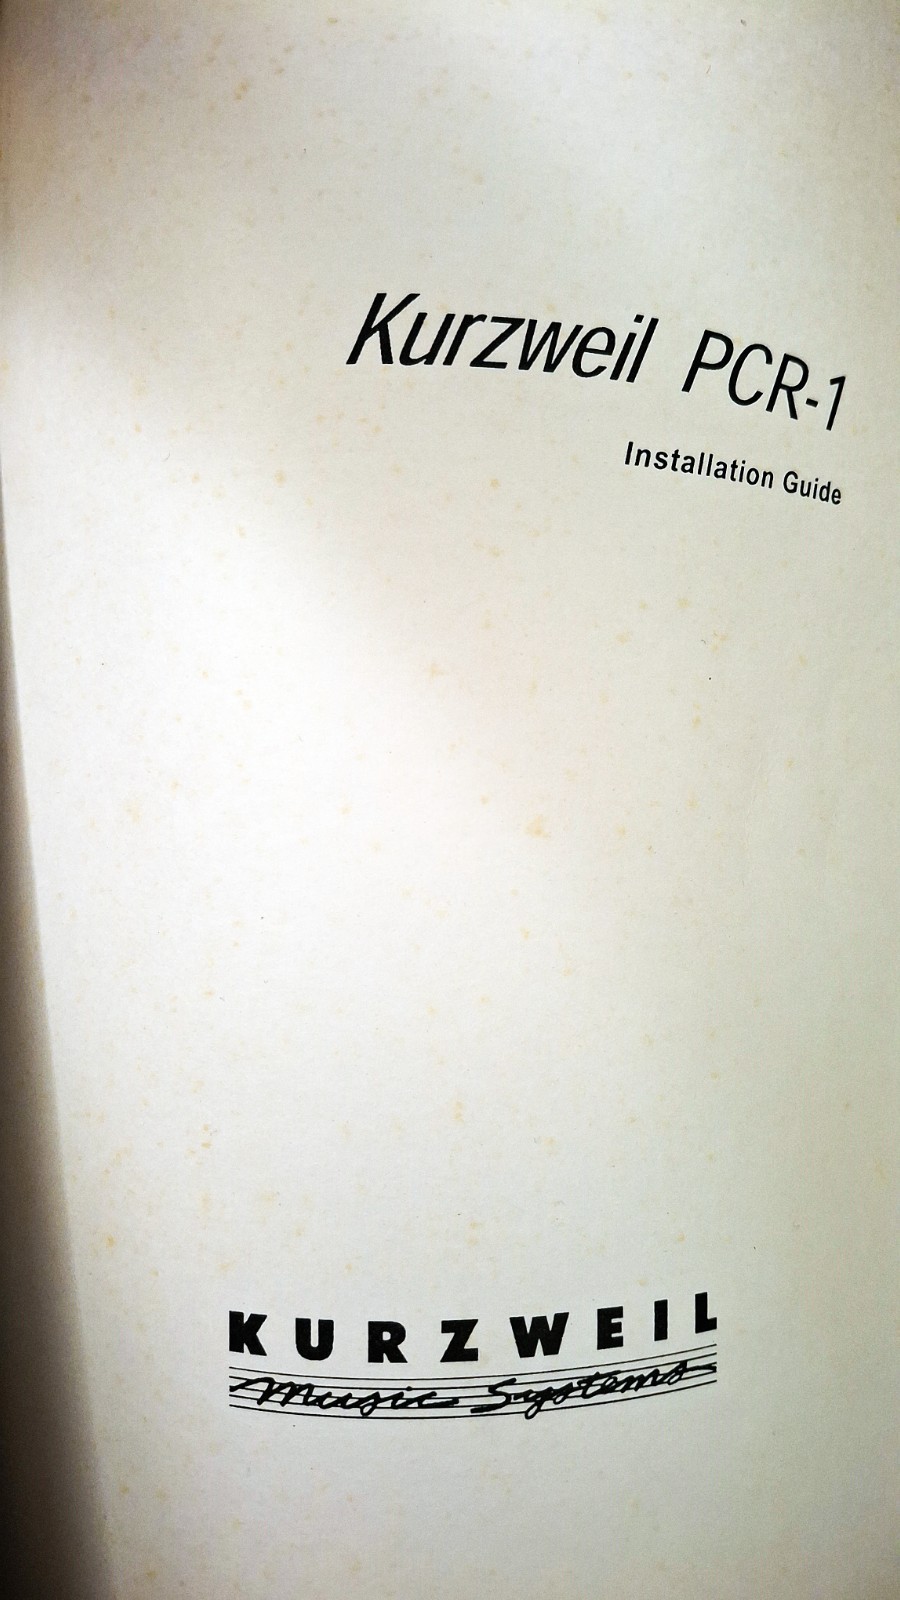 Kurzweil PCR-1
Installation Guide
KURZWEIL
Music Systems